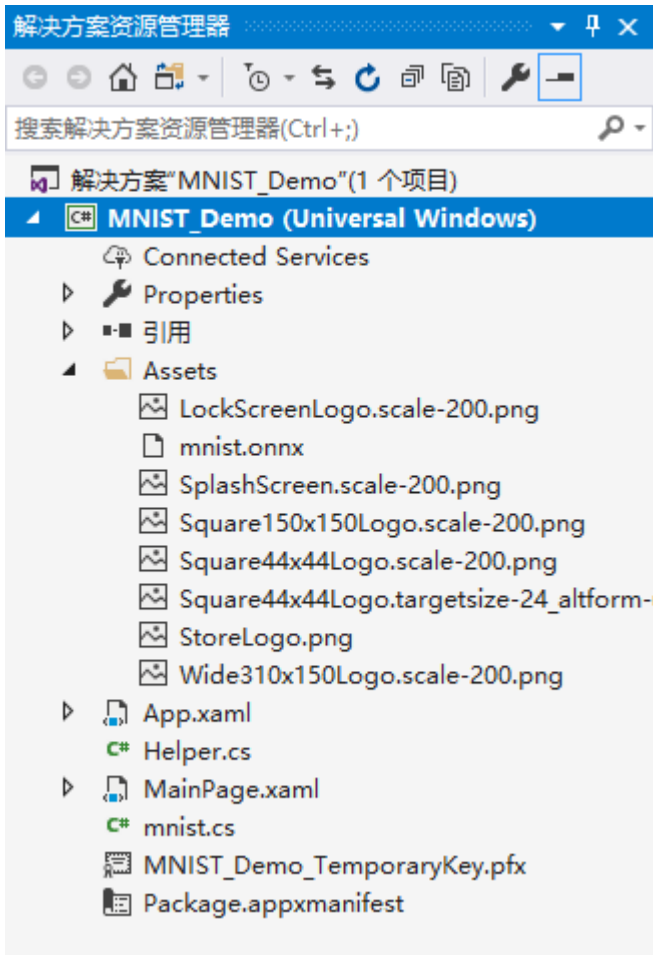 解决方案资源管理器
搜索解决方案资源管理器(Ctrl+;)
解决方案"MNIST_Demo"(1 个项目)
C# MNIST_Demo (Universal Windows)
Connected Services
Properties
引用
Assets
LockScreenLogo.scale-200.png
mnist.onnx
SplashScreen.scale-200.png
Square150x150Logo.scale-200.png
Square44x44Logo.scale-200.png
Square44x44Logo.targetsize-24_altform-
StoreLogo.png
Wide310x150Logo.scale-200.png
App.xaml
C# Helper.cs
MainPage.xaml
C# mnist.cs
MNIST_Demo_TemporaryKey.pfx
Package.appxmanifest